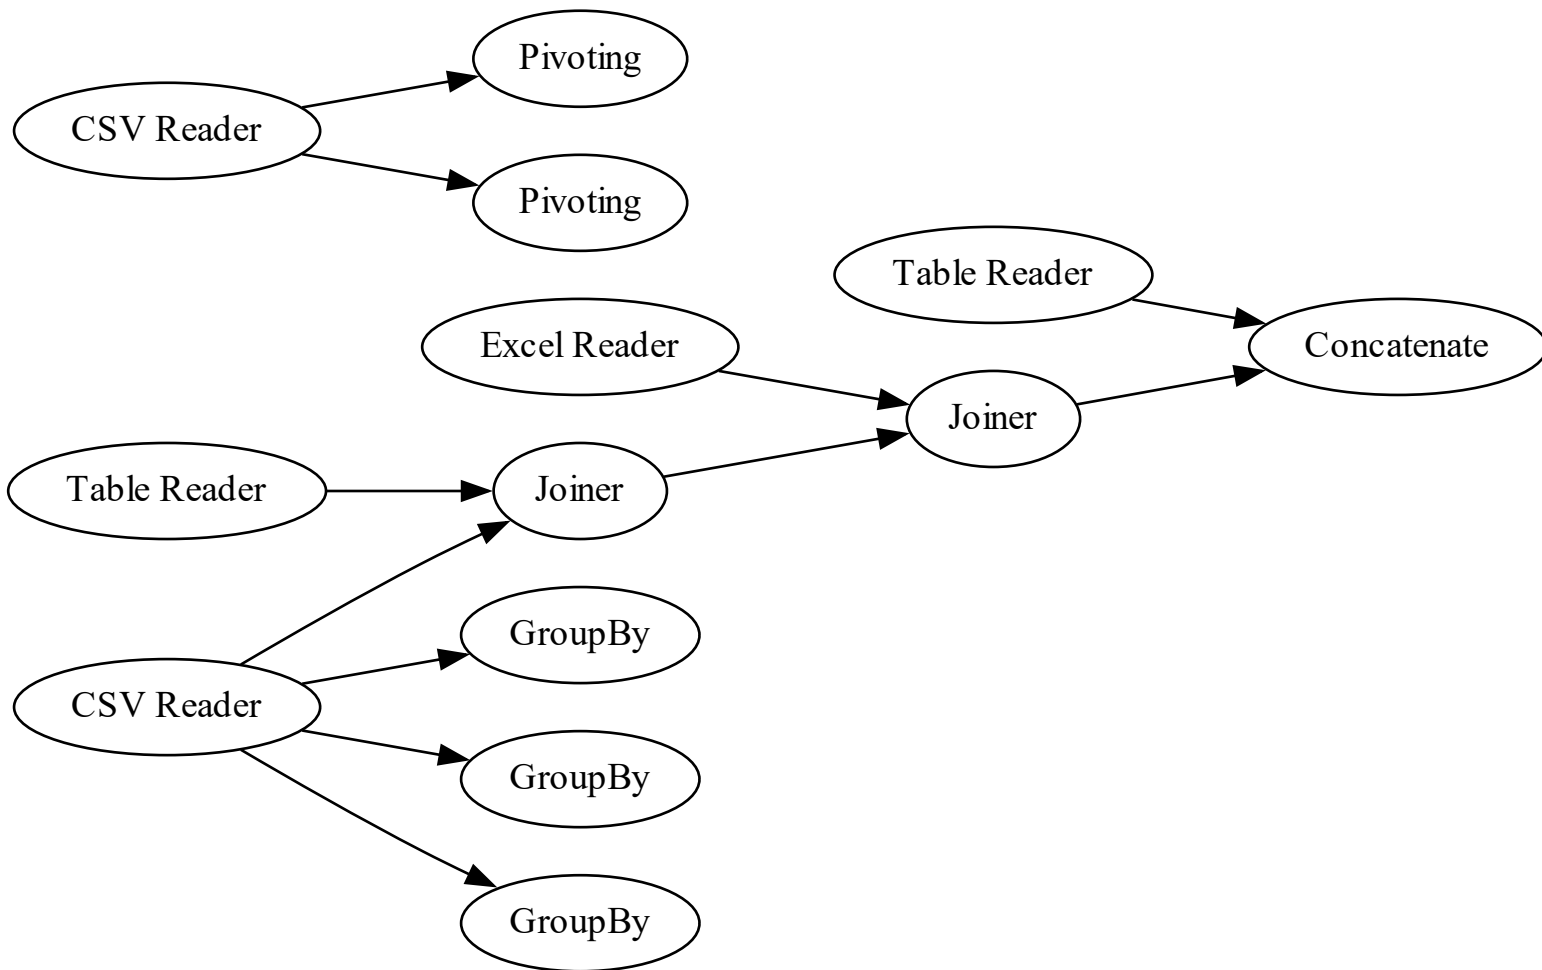 Pivoting
CSV Reader
Pivoting
Table Reader
Excel Reader
Concatenate
Joiner
Table Reader
Joiner
GroupBy
CSV Reader
GroupBy
GroupBy